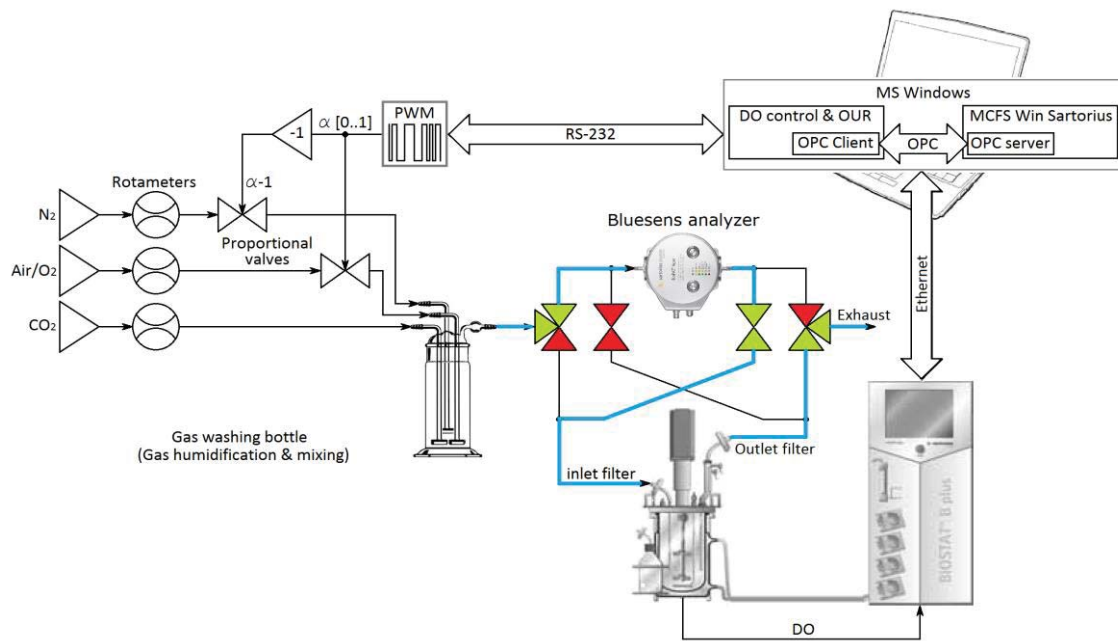 MS Windows
DO control & OUR
MCFS Win Sartorius
OPC Client
OPC
OPC server
PWM
RS-232
α [0..1]
-1
α-1
Rotameters
N₂
Proportional
valves
Air/O₂
CO₂
Bluesens analyzer
Exhaust
Ethernet
Gas washing bottle
(Gas humidification & mixing)
inlet filter
Outlet filter
BIOSTAT® B plus
DO